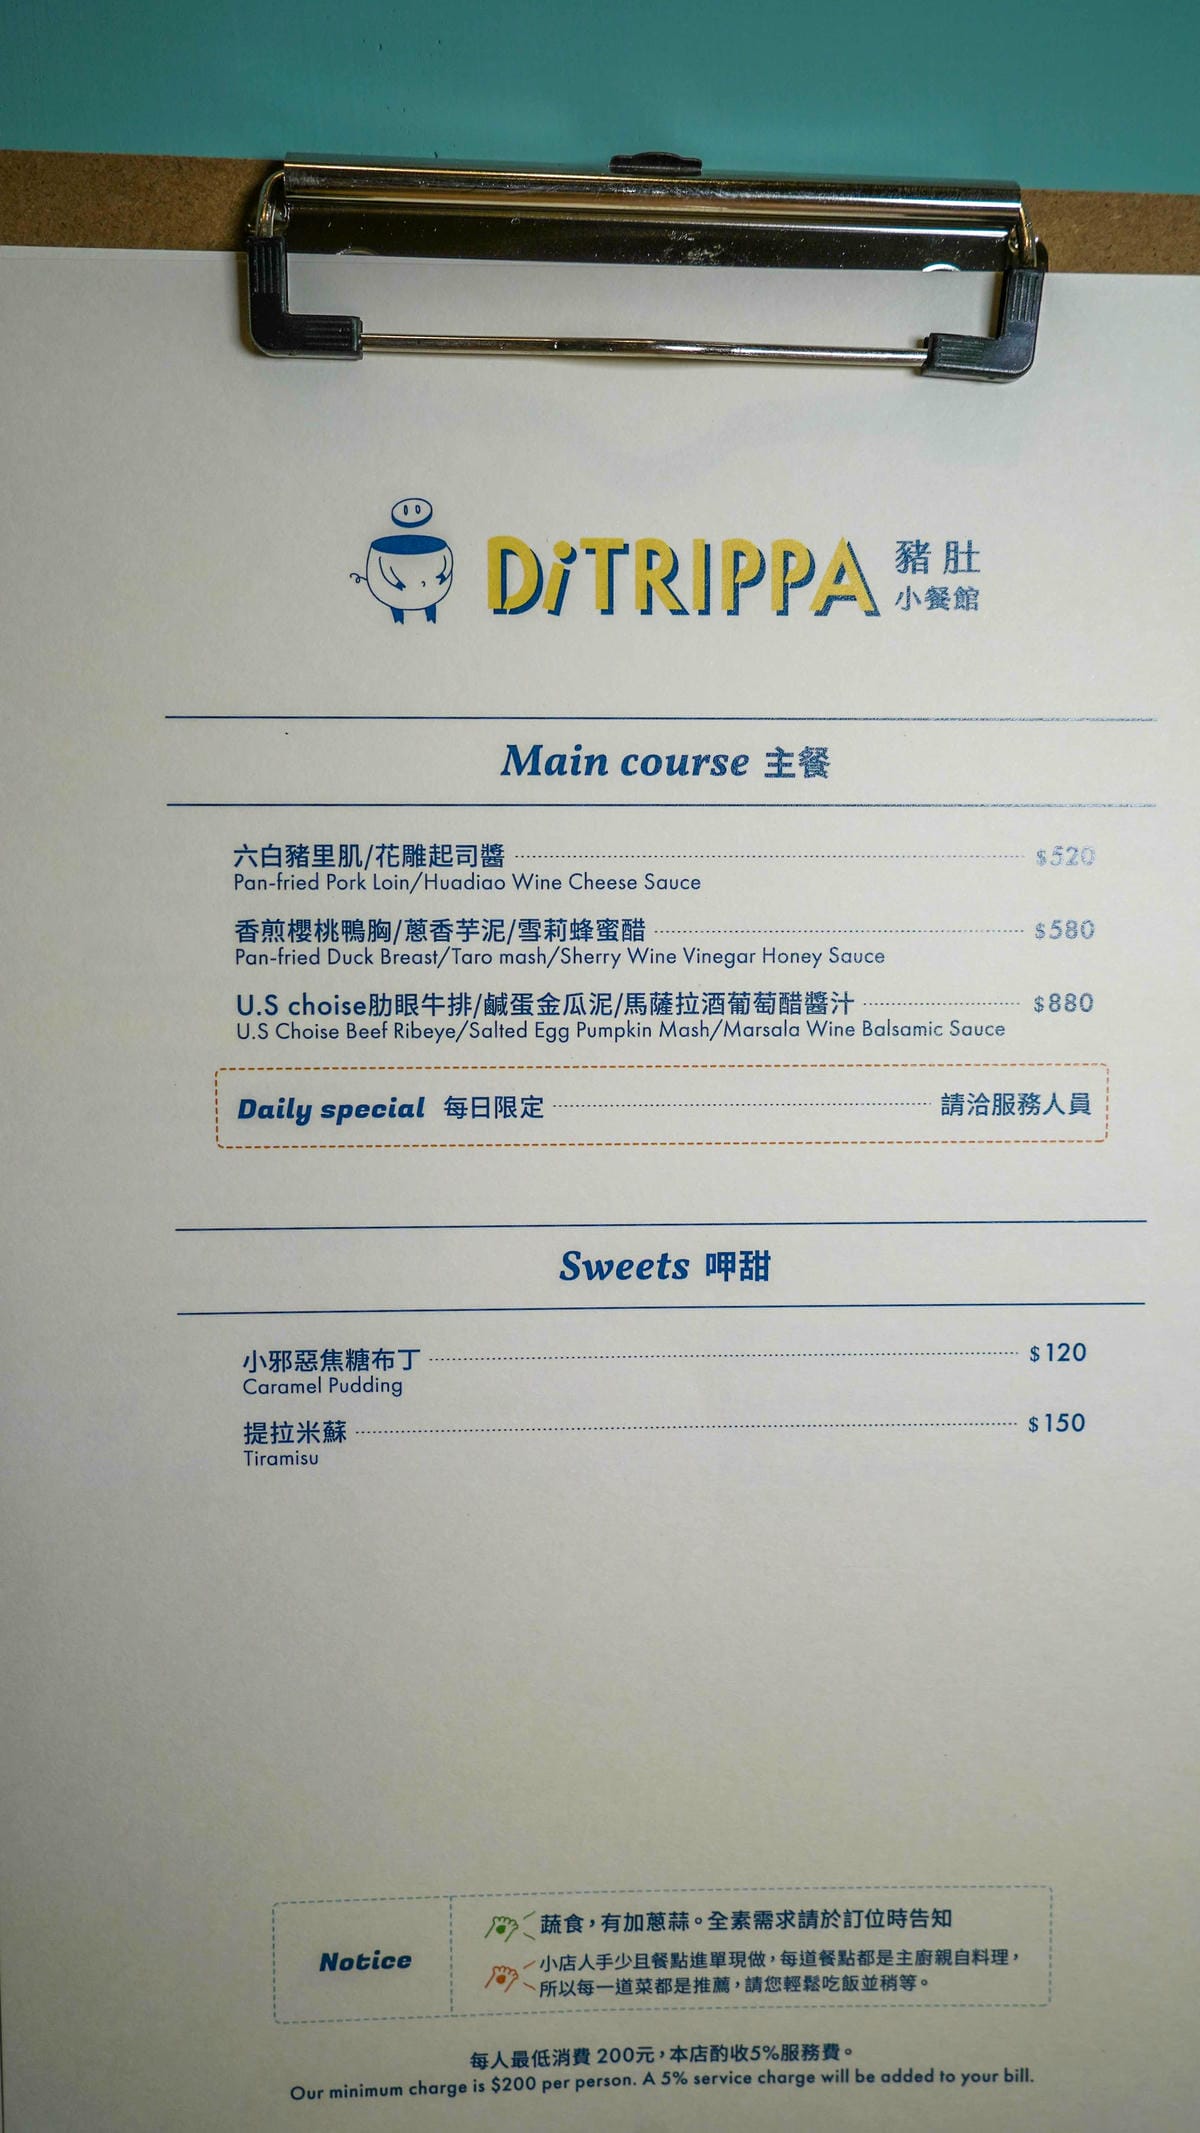 DiTRIPPA 豬肚
小餐館
Main course 主餐
六白豬里肌/花雕起司醬 $520
Pan-fried Pork Loin/Huadiao Wine Cheese Sauce
香煎櫻桃鴨胸/蔥香芋泥/雪莉蜂蜜醋 $580
Pan-fried Duck Breast/Taro mash/Sherry Wine Vinegar Honey Sauce
U.S choise肋眼牛排/鹹蛋金瓜泥/馬薩拉酒葡萄醋醬汁 $880
U.S Choise Beef Ribeye/Salted Egg Pumpkin Mash/Marsala Wine Balsamic Sauce
Daily special 每日限定 請洽服務人員
Sweets 呷甜
小邪惡焦糖布丁 $120
Caramel Pudding
提拉米蘇 $150
Tiramisu
Notice
蔬食，有加蔥蒜。全素需求請於訂位時告知
小店人手少且餐點進單現做，每道餐點都是主廚親自料理，
所以每一道菜都是推薦，請您輕鬆吃飯並稍等。
每人最低消費 200元，本店酌收5%服務費。
Our minimum charge is $200 per person. A 5% service charge will be added to your bill.